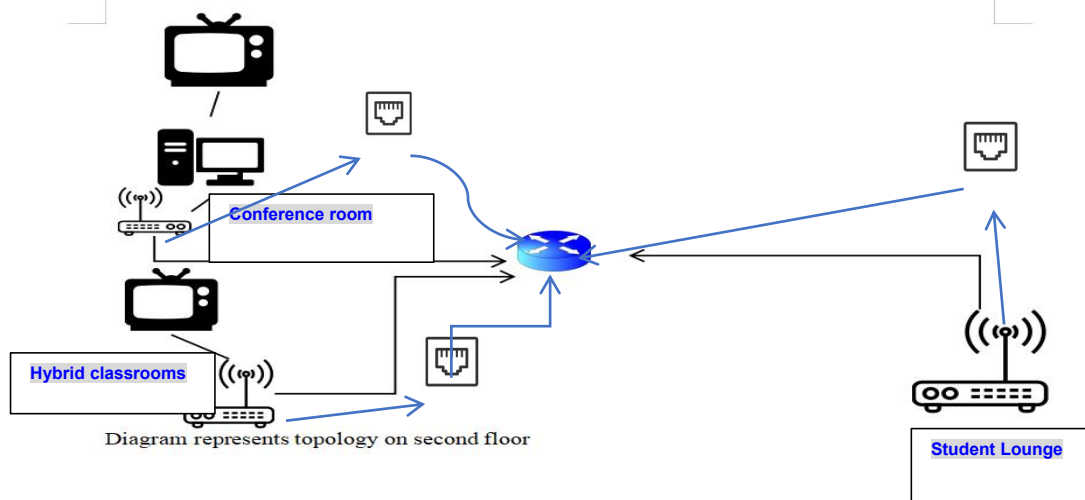 Conference room
Hybrid classrooms
Diagram represents topology on second floor
Student Lounge